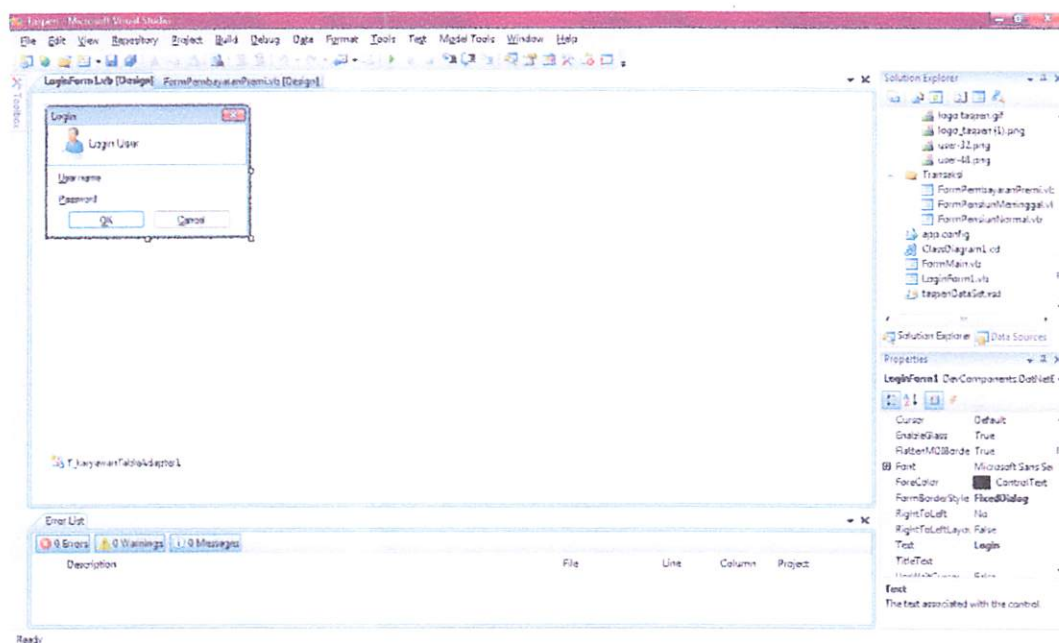 Taspen - Microsoft Visual Studio
File Edit View Repository Project Build Debug Data Format Tools Test Model Tools Window Help
Toolbox
LoginForm1.vb [Design] FormPembayaranPremi.vb [Design]
Login
Login User
Username
Password
OK Cancel
T_karyawanTableAdapter1
Solution Explorer
logo taspen.gif
logo_taspen (1).png
user-32.png
user-48.png
Transaksi
FormPembayaranPremi.vb
FormPensiunMeninggal.vb
FormPensiunNormal.vb
app.config
ClassDiagram1.cd
FormMain.vb
LoginForm1.vb
taspenDataSet.xsd
Solution Explorer Data Sources
Properties
LoginForm1 DevComponents.DotNetB
Cursor Default
EnableGlass True
FlattenMDIBorde True
Font Microsoft Sans Se
ForeColor ControlText
FormBorderStyle FixedDialog
RightToLeft No
RightToLeftLayou False
Text Login
TitleText
UseWaitCursor False
Text
The text associated with the control.
Error List
0 Errors 0 Warnings 0 Messages
Description File Line Column Project
Ready